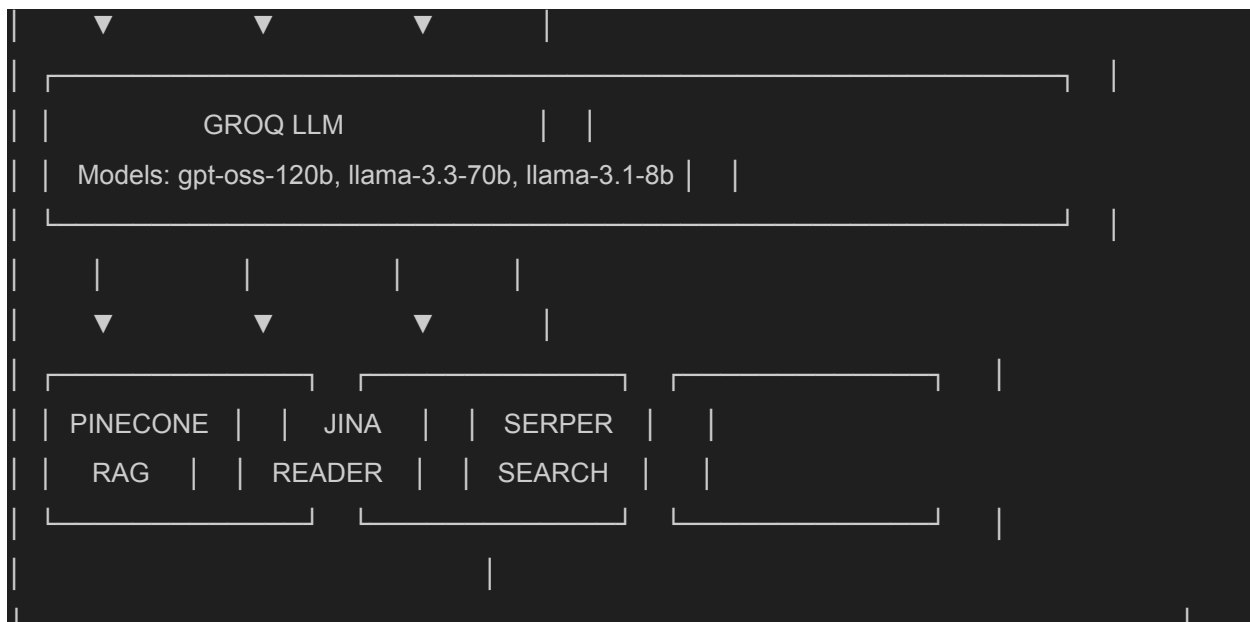 GROQ LLM
Models: gpt-oss-120b, llama-3.3-70b, llama-3.1-8b
PINECONE JINA SERPER
RAG READER SEARCH